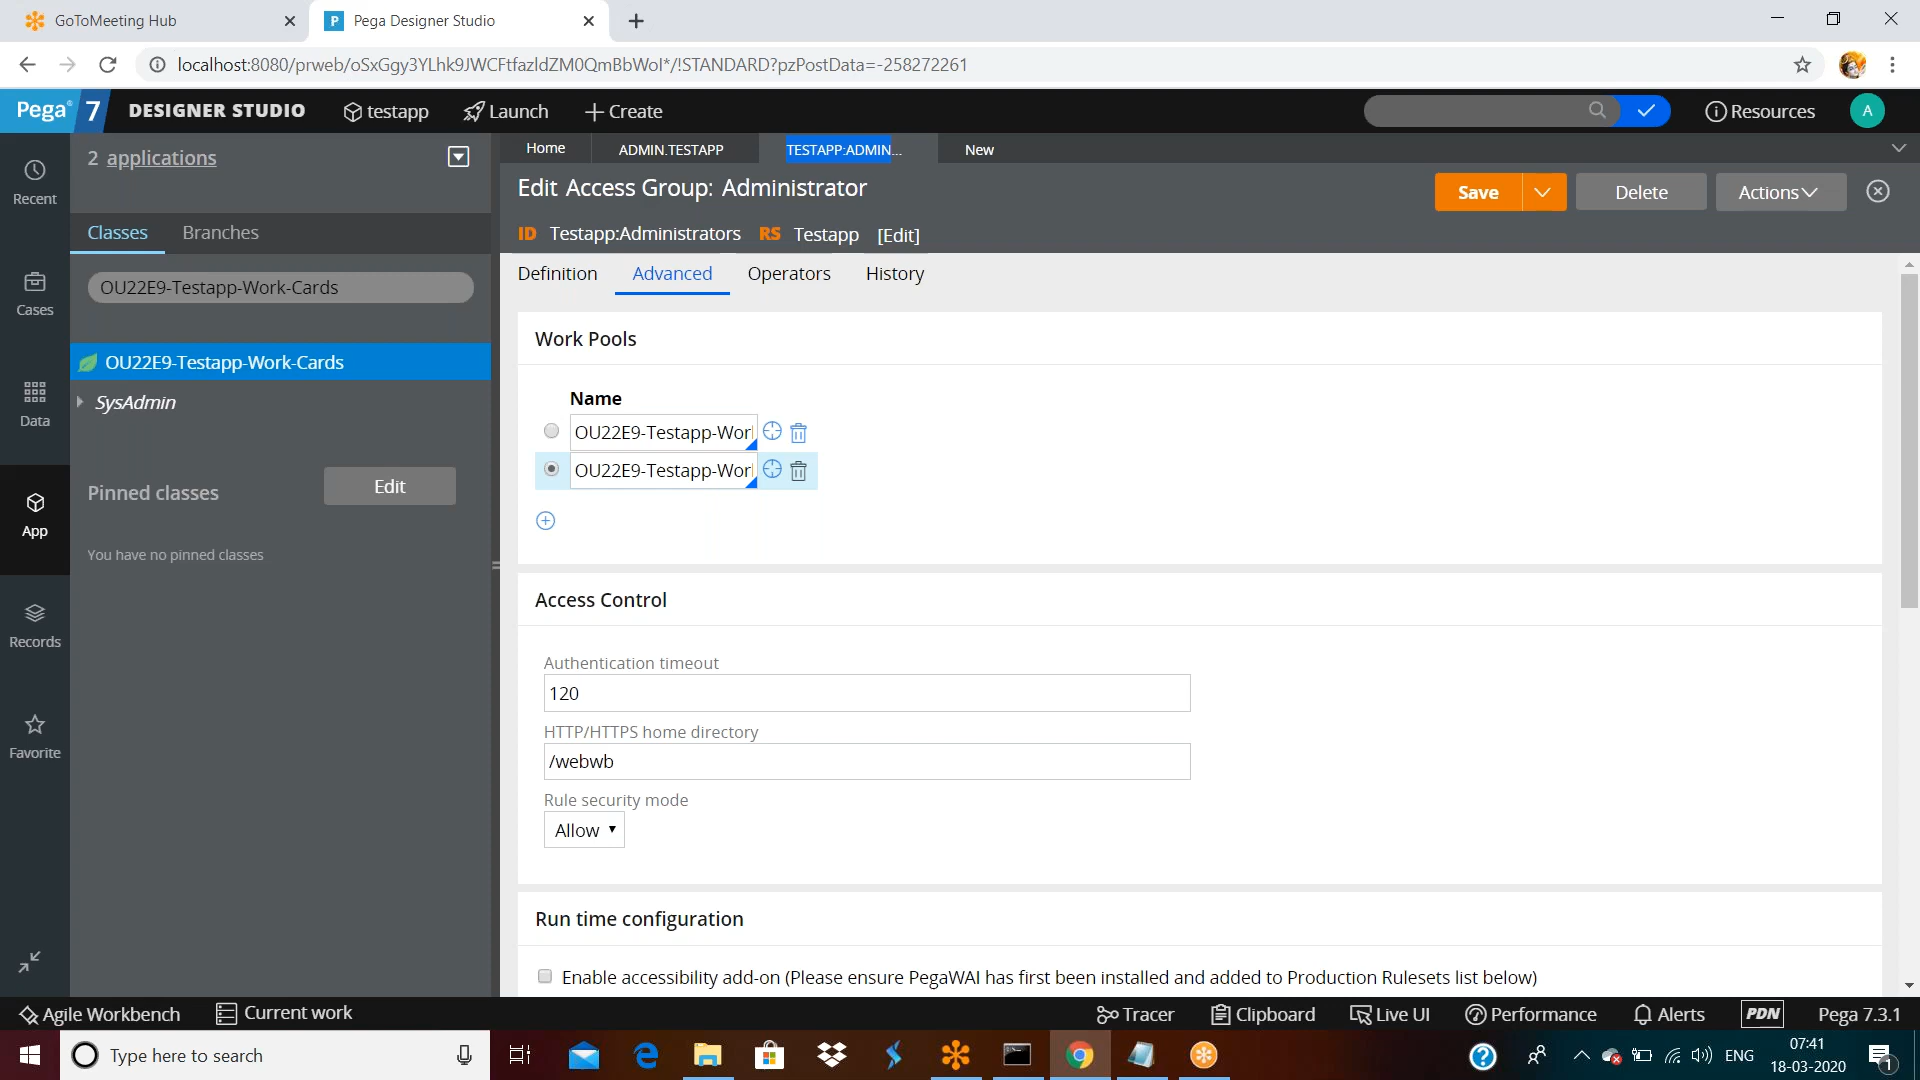 GoToMeeting Hub
P Pega Designer Studio
localhost:8080/prweb/oSxGgy3YLhk9JWCFtfazldZM0QmBbWoI*/!STANDARD?pzPostData=-258272261
Pega 7 DESIGNER STUDIO testapp Launch Create Resources A
Recent
Cases
Data
App
Records
Favorite
2 applications
Classes Branches
OU22E9-Testapp-Work-Cards
OU22E9-Testapp-Work-Cards
SysAdmin
Pinned classes Edit
You have no pinned classes
Home ADMIN.TESTAPP TESTAPP:ADMIN... New
Edit Access Group: Administrator
Save Delete Actions
ID Testapp:Administrators RS Testapp [Edit]
Definition Advanced Operators History
Work Pools
Name
OU22E9-Testapp-Wor
OU22E9-Testapp-Wor
Access Control
Authentication timeout
120
HTTP/HTTPS home directory
/webwb
Rule security mode
Allow
Run time configuration
Enable accessibility add-on (Please ensure PegaWAI has first been installed and added to Production Rulesets list below)
Agile Workbench Current work Tracer Clipboard Live UI Performance Alerts PDN Pega 7.3.1
Type here to search
ENG
07:41
18-03-2020
1